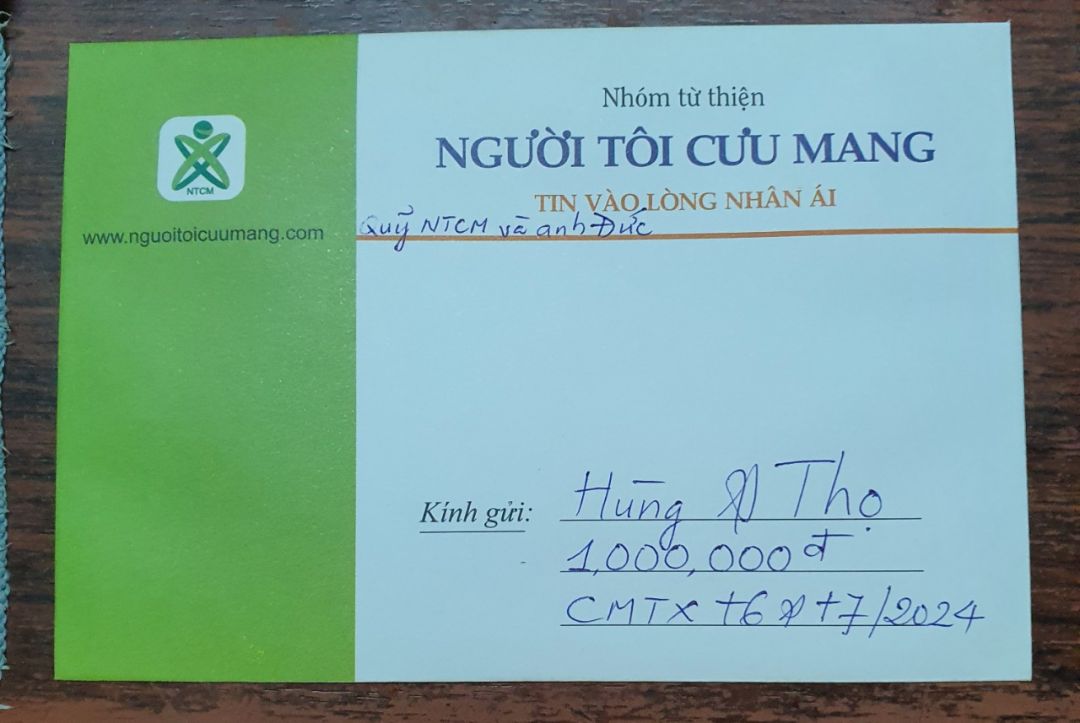 NTCM
www.nguoitoicuumang.com
Nhóm từ thiện
NGƯỜI TÔI CƯU MANG
TIN VÀO LÒNG NHÂN ÁI
Quỹ NTCM và anh Đức
Kính gửi: Hùng & Thọ
1,000,000đ
CMTX t6 & t7/2024